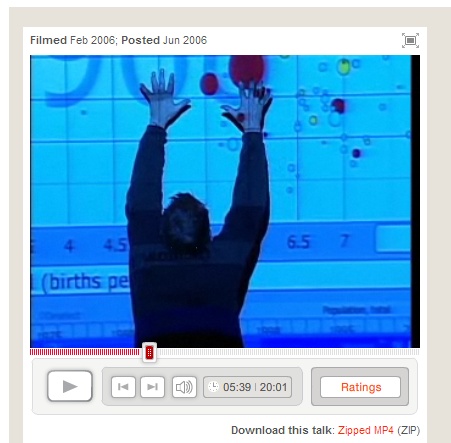 Filmed Feb 2006; Posted Jun 2006
4 4.5 6.5 7
(births pe
Population, total
05:39 | 20:01
Ratings
Download this talk: Zipped MP4 (ZIP)